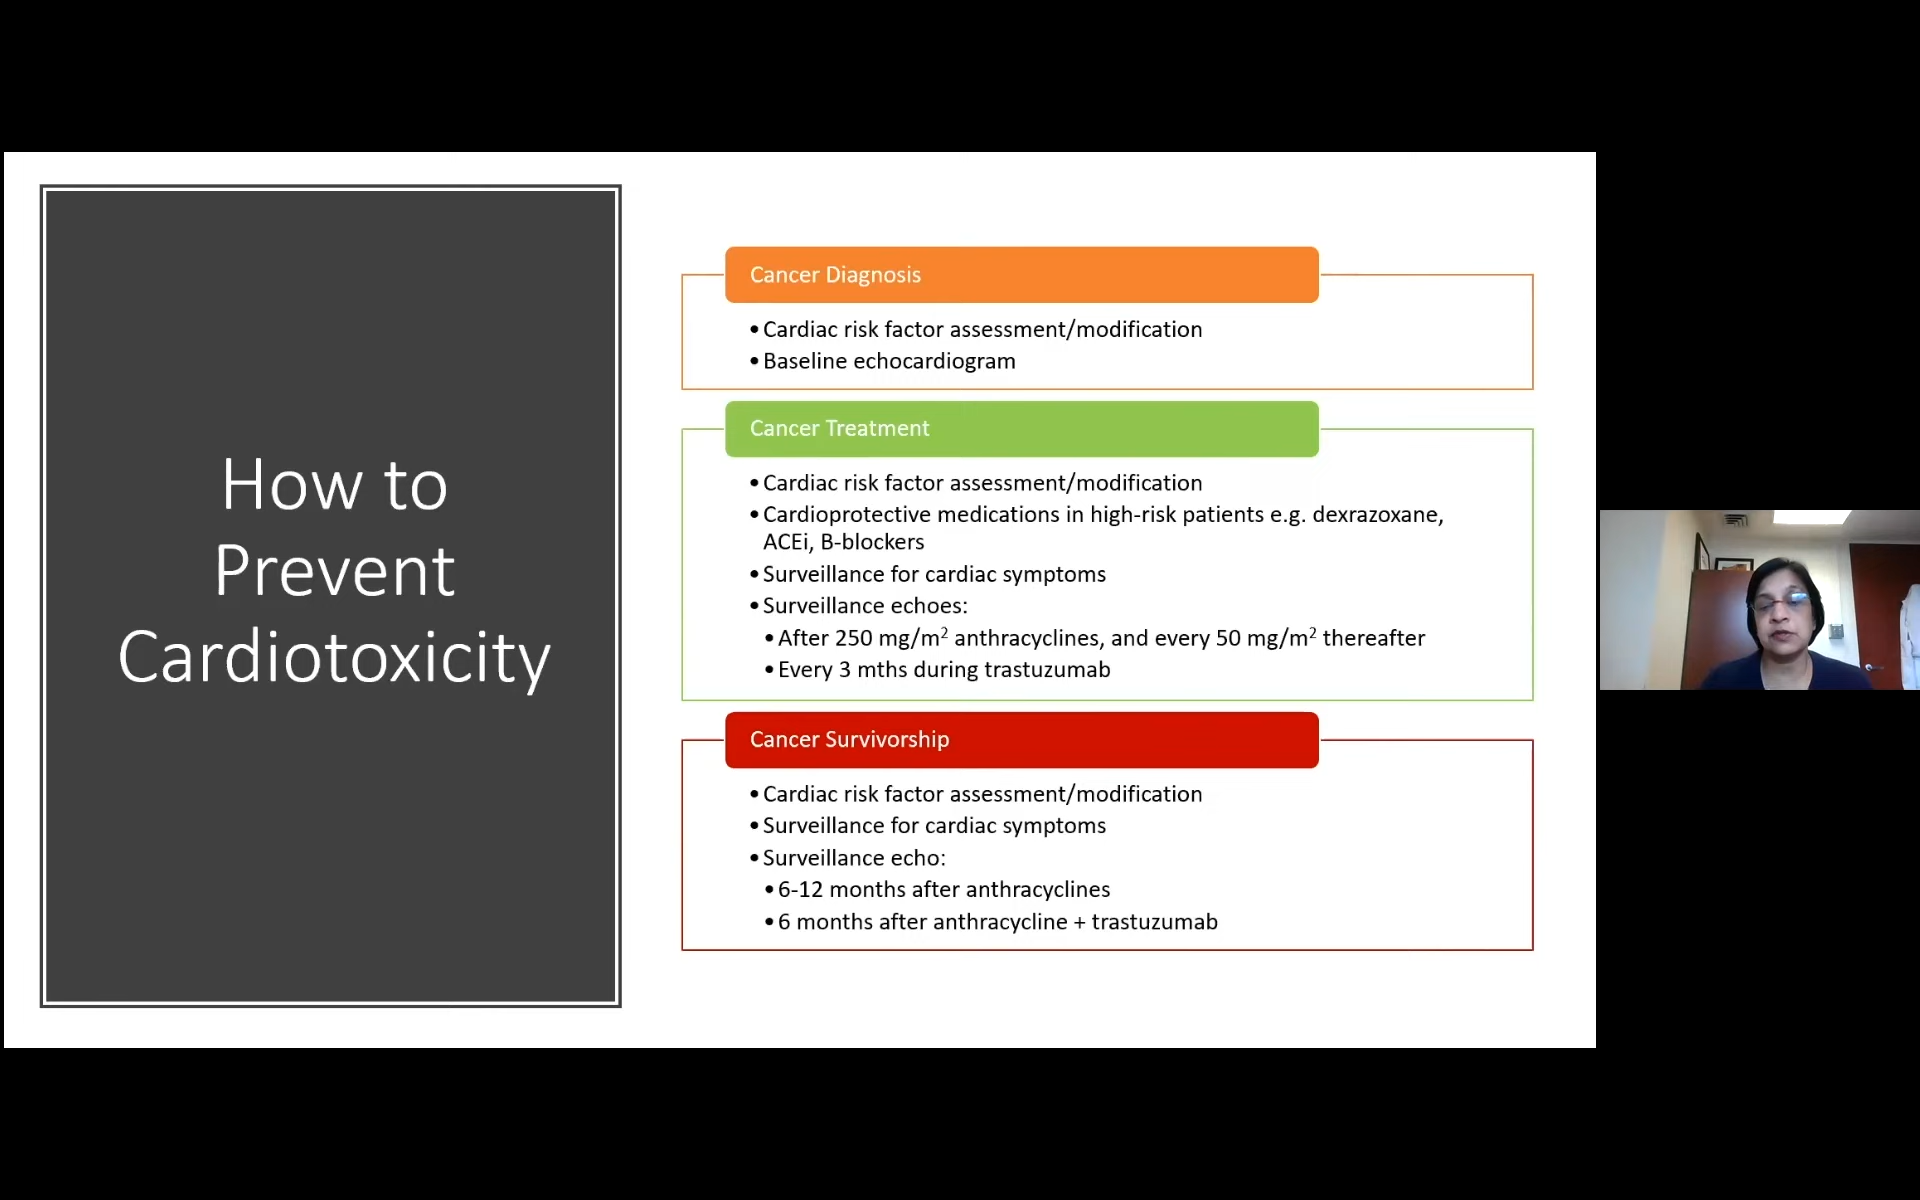 How to
Prevent
Cardiotoxicity
Cancer Diagnosis
•Cardiac risk factor assessment/modification
•Baseline echocardiogram
Cancer Treatment
•Cardiac risk factor assessment/modification
•Cardioprotective medications in high-risk patients e.g. dexrazoxane,
ACEi, B-blockers
•Surveillance for cardiac symptoms
•Surveillance echoes:
•After 250 mg/m² anthracyclines, and every 50 mg/m² thereafter
•Every 3 mths during trastuzumab
Cancer Survivorship
•Cardiac risk factor assessment/modification
•Surveillance for cardiac symptoms
•Surveillance echo:
•6-12 months after anthracyclines
•6 months after anthracycline + trastuzumab